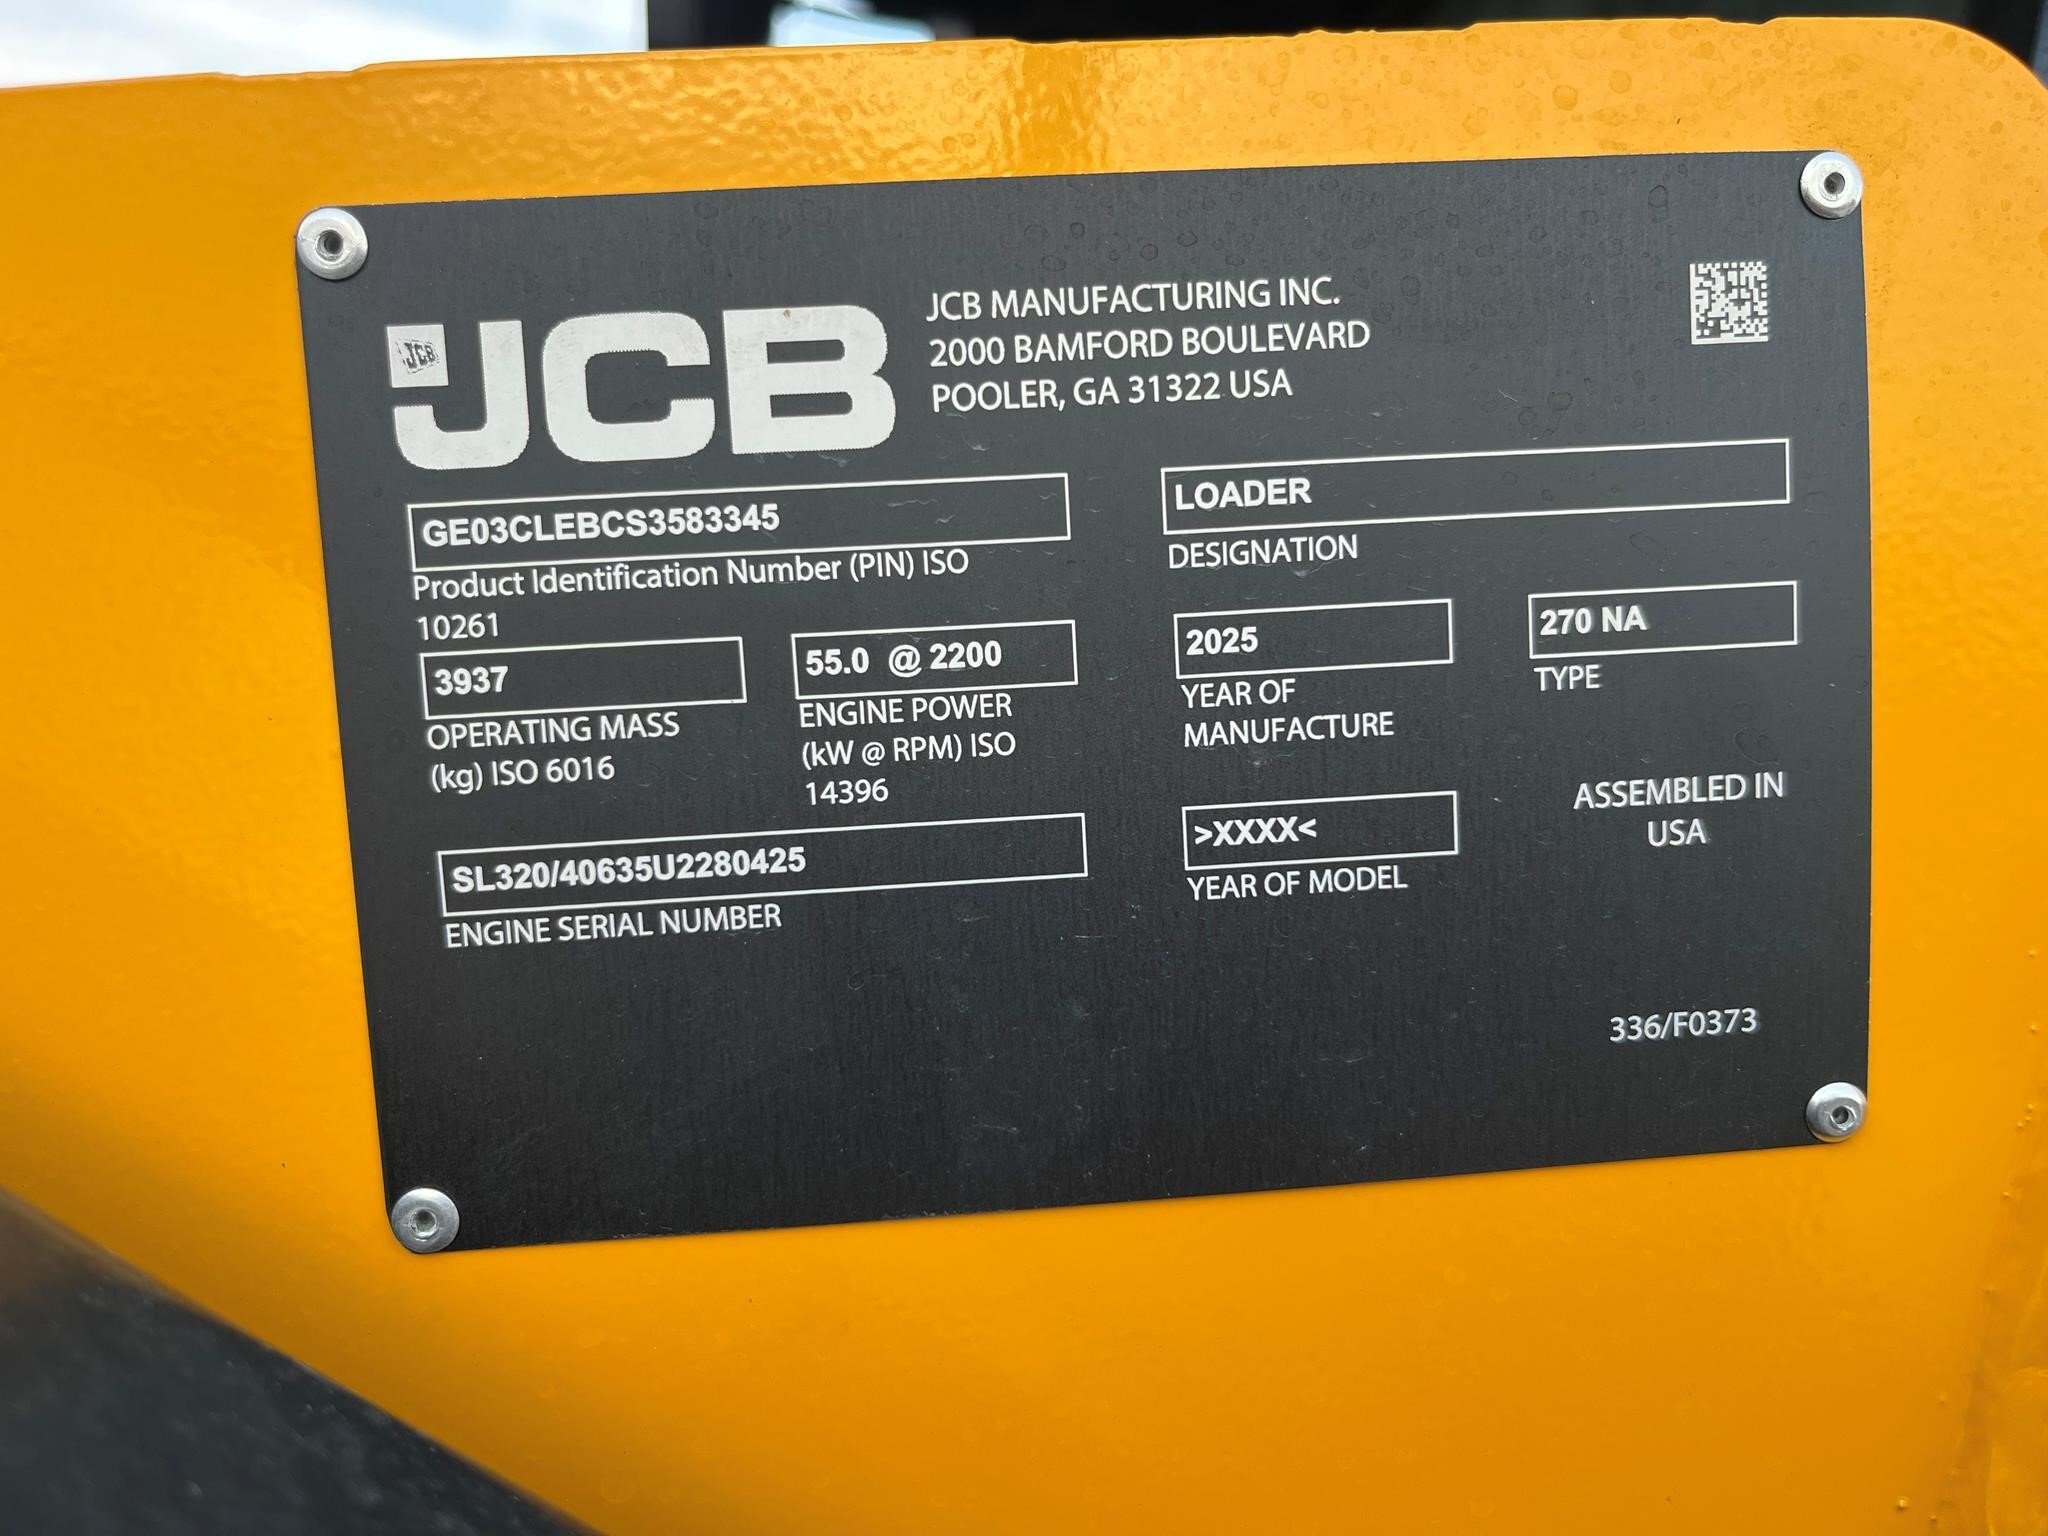 JCB
JCB
JCB MANUFACTURING INC.
2000 BAMFORD BOULEVARD
POOLER, GA 31322 USA
GE03CLEBCS3583345
Product Identification Number (PIN) ISO
10261
LOADER
DESIGNATION
3937
OPERATING MASS
(kg) ISO 6016
55.0 @ 2200
ENGINE POWER
(kW @ RPM) ISO
14396
2025
YEAR OF
MANUFACTURE
270 NA
TYPE
SL320/40635U2280425
ENGINE SERIAL NUMBER
>XXXX<
YEAR OF MODEL
ASSEMBLED IN
USA
336/F0373